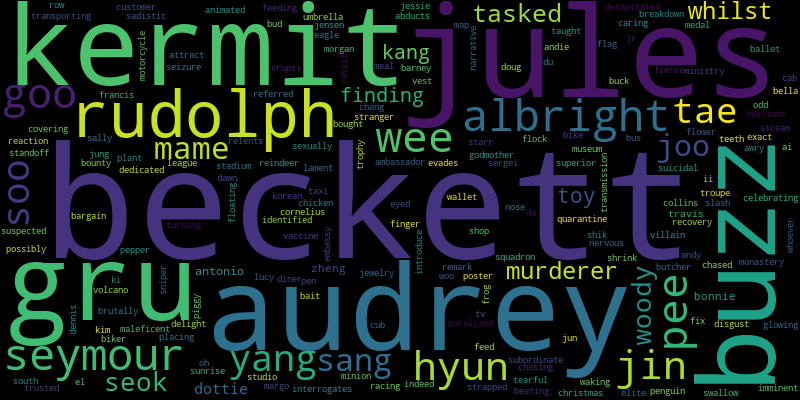 row customer animated feeding umbrella jessie decapitated breakdown map taught flag jr medal ballet
transporting sadistic bud jensen abducts caring andie du buck fierce ministry cab
kermit jules tasked whilst
motorcycle attract seizure eagle morgan meal resist kang barney vest narrative doug bella
goo francis erupts referred finding chang stranger odd hesitant
rudolph albright tae
covering sally relents bought sexually starr flock bike bus flower teeth exact stream
reaction standoff jung plant league stadium trophy wee godmother museum joo awry ai
mame bounty dedicated reindeer lament ambassador evades sergei superior transmission suicidal
soo dawn floating korean taxi chicken eyed wallet nose toy ii troupe slash celebrating
beckett buzz
bargain identified cornelius finger shop da quarantine travis collins recovery whoever
suspected turning vaccine embassy introduce squadron shik nervous villain
possibly pepper antonio zheng jewelry remark shrink andy chased monastery
gru ki volcano sniper lucy diner pen woo poster murderer woody butcher bonnie
dennis brutally piggy bait frog pee glowing
audrey
kim maleficent delight cub tv paralyzed jun fix disgust
biker placing
seymour oh sunrise yang sang feed subordinate chasing jin
south el seok studio minion hyun tearful waking racing indeed strapped penguin imminent
trusted dottie margo interrogates beating christmas elite swallow